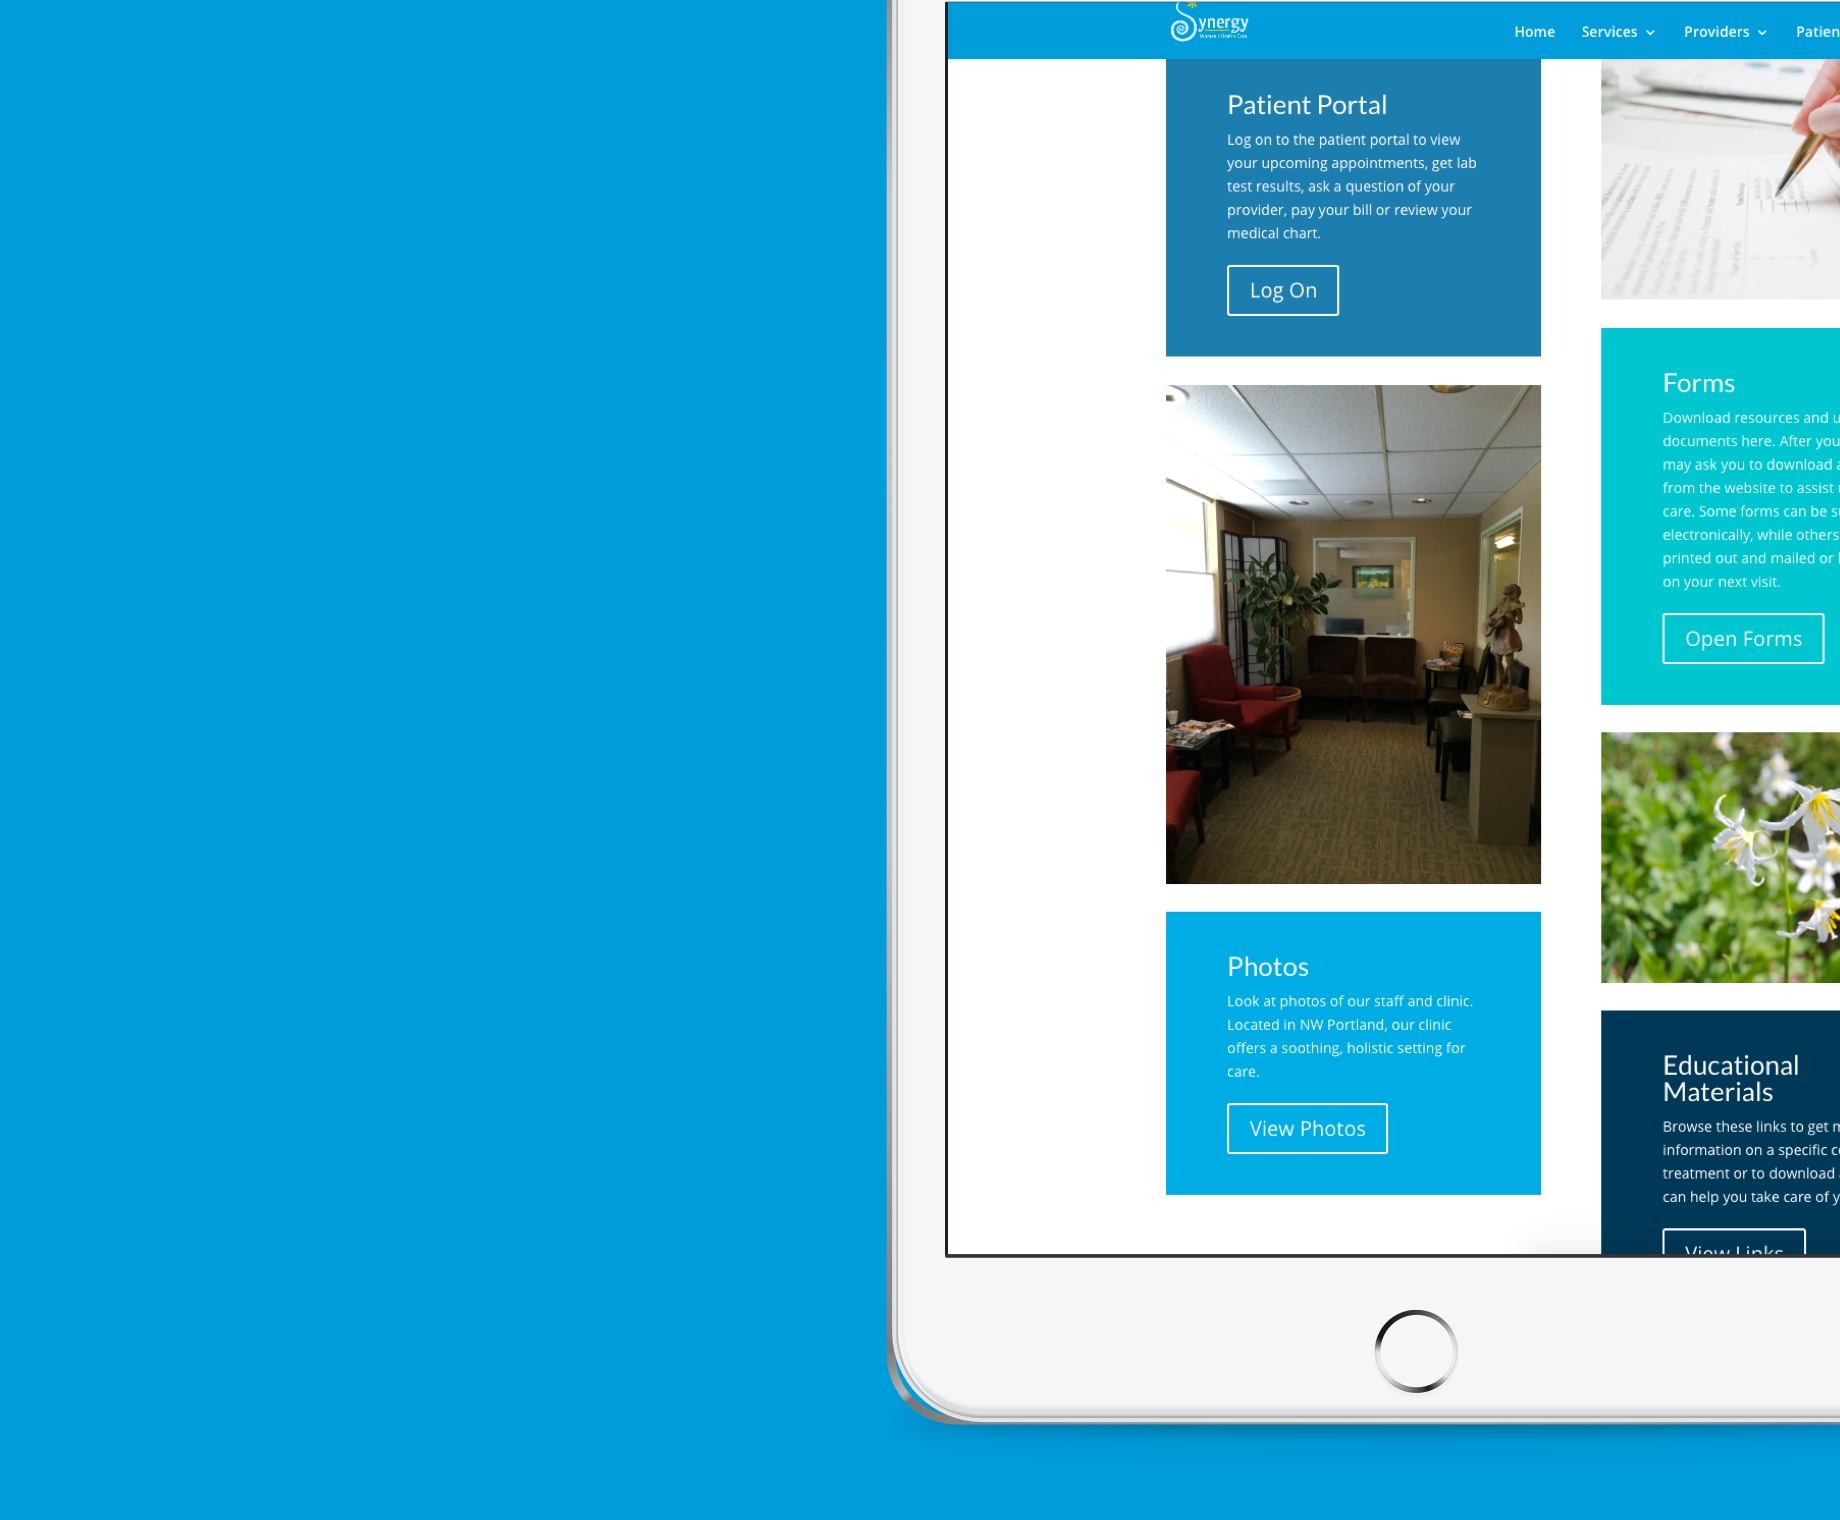 Synergy
Women's Health Care
Home Services Providers
Patient Portal
Log on to the patient portal to view
your upcoming appointments, get lab
test results, ask a question of your
provider, pay your bill or review your
medical chart.
Log On
Photos
Look at photos of our staff and clinic.
Located in NW Portland, our clinic
offers a soothing, holistic setting for
care.
View Photos
Forms
Download resources and
documents here. After you
may ask you to download
from the website to assist
care. Some forms can be
electronically, while others
printed out and mailed or
on your next visit.
Open Forms
Educational
Materials
Browse these links to get
information on a specific
treatment or to download
can help you take care of
View Links